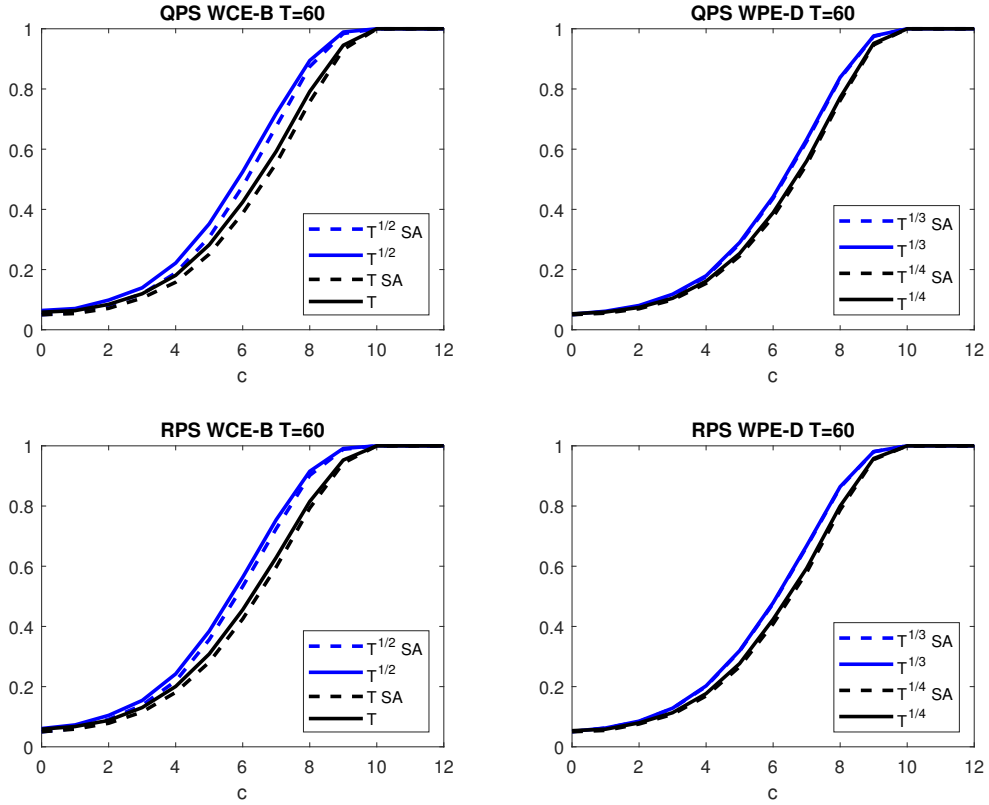 QPS WCE-B T=60
1
0.8
0.6
0.4
0.2
0
T^{1/2} SA
T^{1/2}
T SA
T
0 2 4 6 8 10 12
c
QPS WPE-D T=60
1
0.8
0.6
0.4
0.2
0
T^{1/3} SA
T^{1/3}
T^{1/4} SA
T^{1/4}
0 2 4 6 8 10 12
c
RPS WCE-B T=60
1
0.8
0.6
0.4
0.2
0
T^{1/2} SA
T^{1/2}
T SA
T
0 2 4 6 8 10 12
c
RPS WPE-D T=60
1
0.8
0.6
0.4
0.2
0
T^{1/3} SA
T^{1/3}
T^{1/4} SA
T^{1/4}
0 2 4 6 8 10 12
c